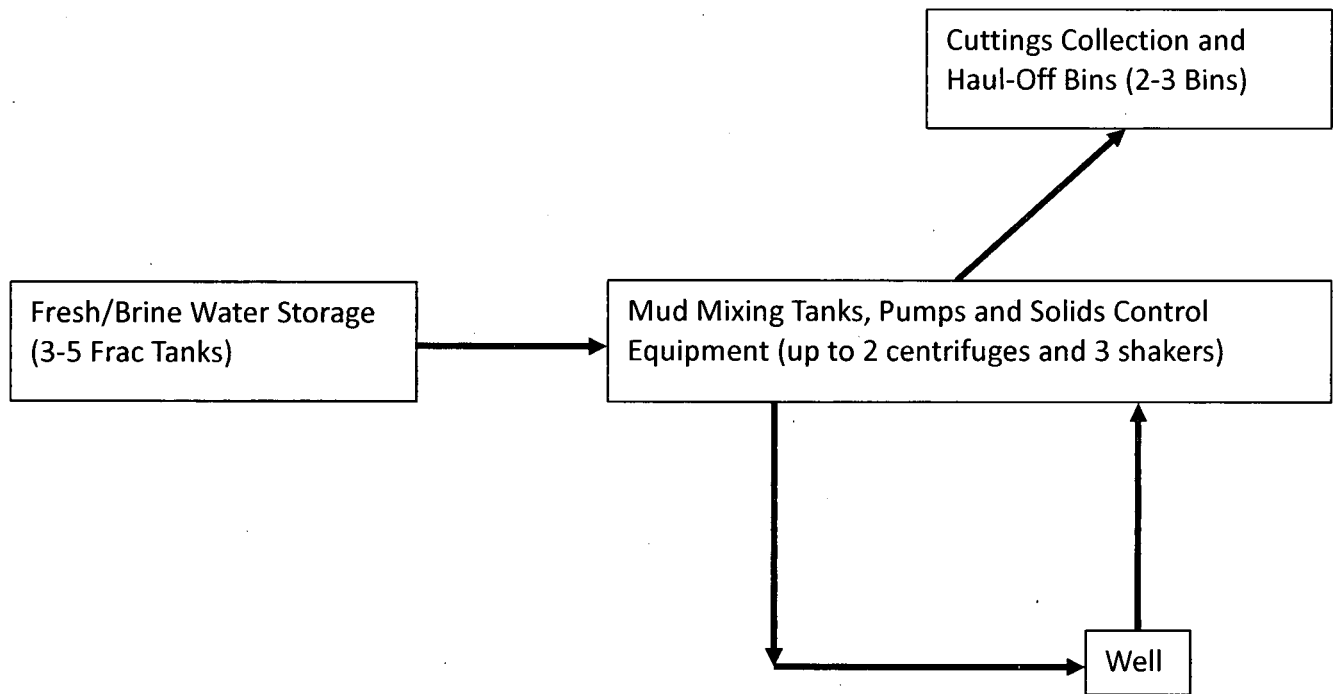 Cuttings Collection and
Haul-Off Bins (2-3 Bins)
Fresh/Brine Water Storage
(3-5 Frac Tanks)
Mud Mixing Tanks, Pumps and Solids Control
Equipment (up to 2 centrifuges and 3 shakers)
Well